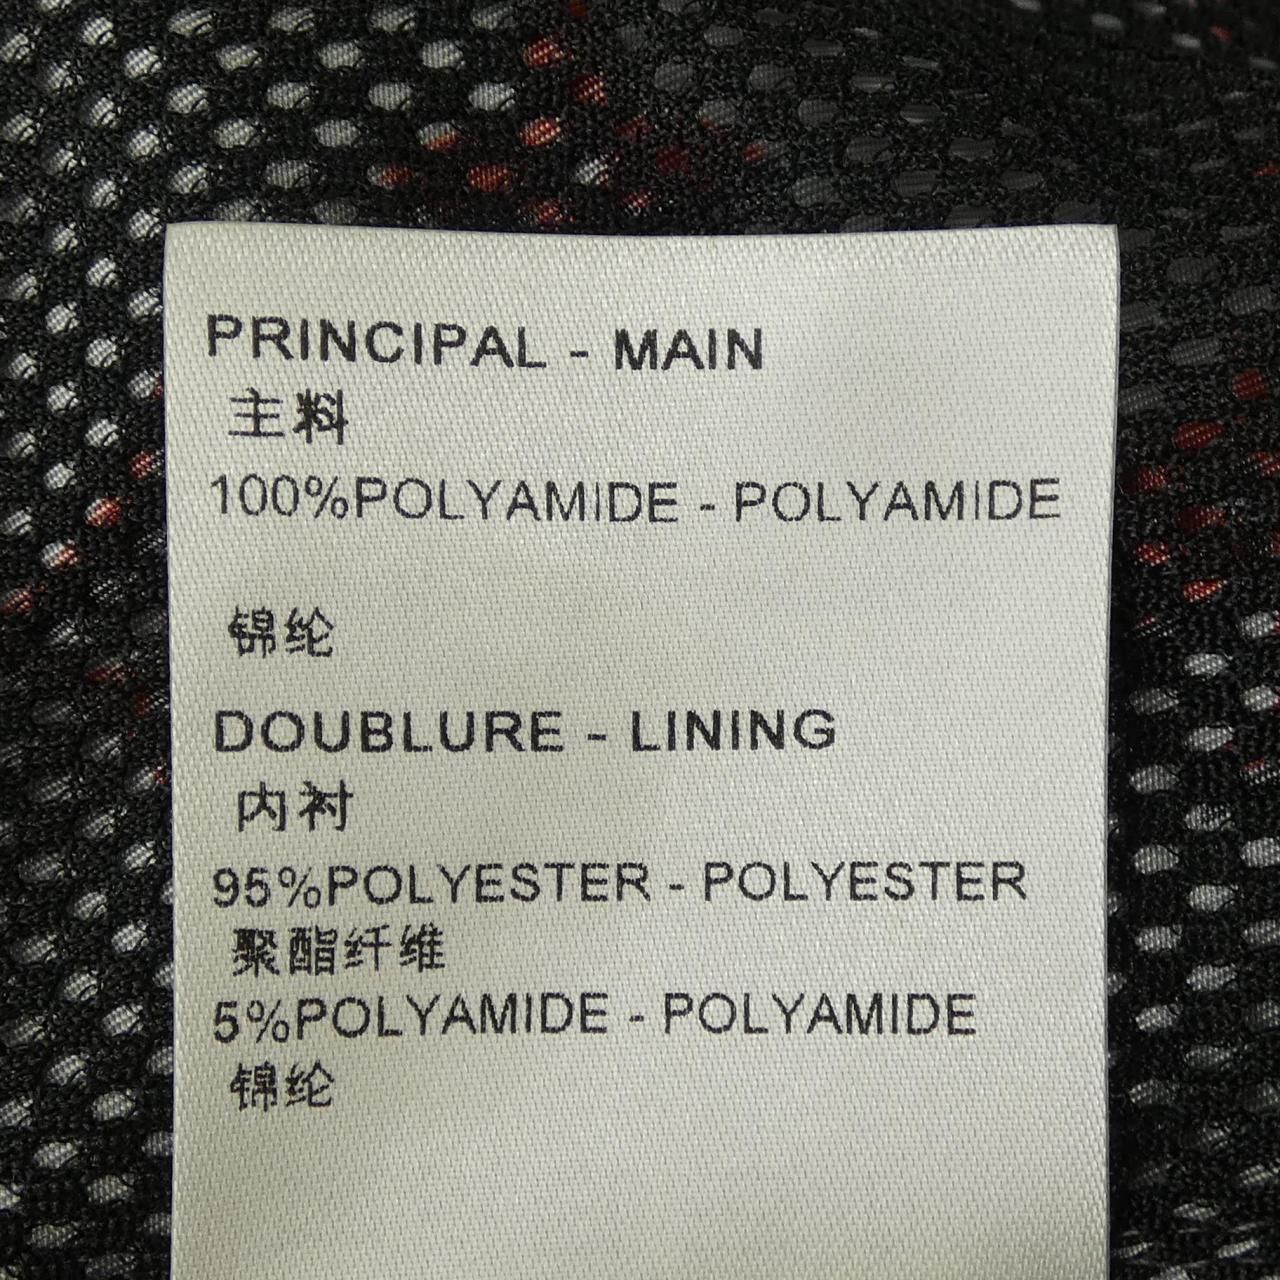 PRINCIPAL - MAIN
主料
100%POLYAMIDE - POLYAMIDE
锦纶
DOUBLURE - LINING
内衬
95%POLYESTER - POLYESTER
聚酯纤维
5%POLYAMIDE - POLYAMIDE
锦纶